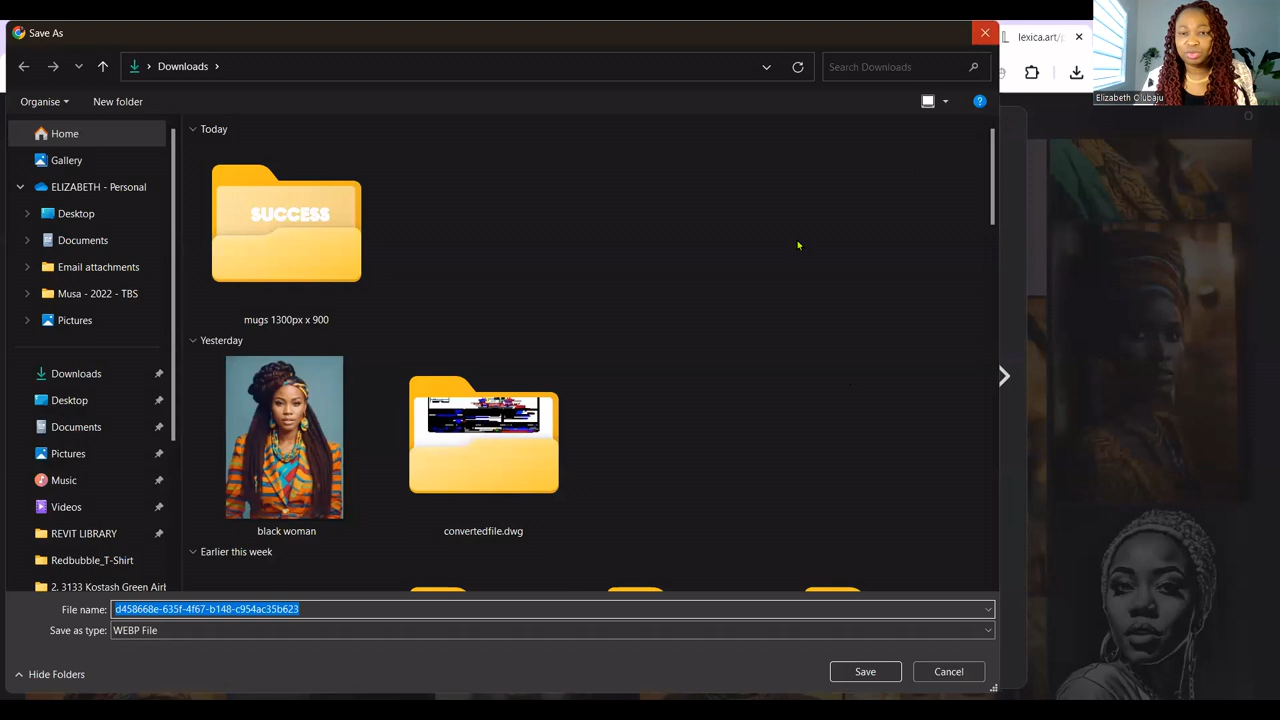 Save As
lexica.art/
Elizabeth Olubaju
Downloads
Search Downloads
Organise
New folder
Home
Gallery
ELIZABETH - Personal
Desktop
Documents
Email attachments
Musa - 2022 - TBS
Pictures
Downloads
Desktop
Documents
Pictures
Music
Videos
REVIT LIBRARY
Redbubble_T-Shirt
2. 3133 Kostash Green Airt
Today
SUCCESS
mugs 1300px x 900
Yesterday
black woman
convertedfile.dwg
Earlier this week
File name:
d458668e-635f-4f67-b148-c954ac35b623
Save as type:
WEBP File
Hide Folders
Save
Cancel